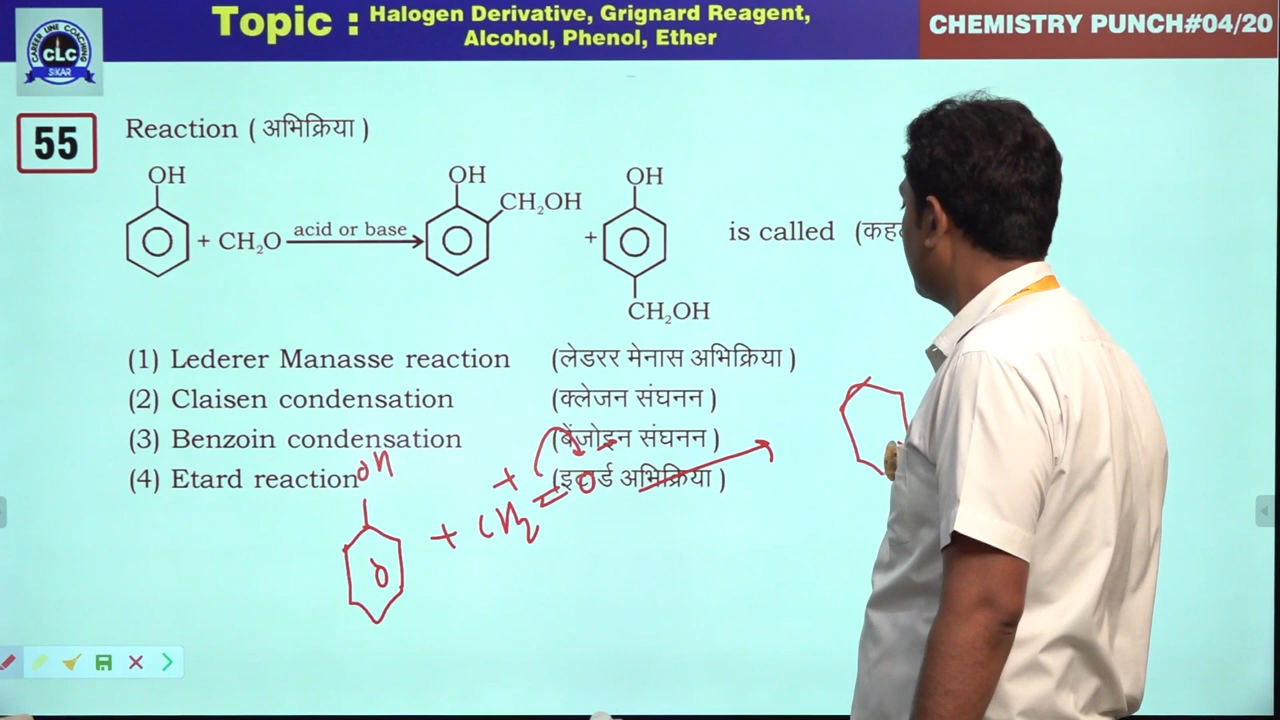 Topic : Halogen Derivative, Grignard Reagent,
Alcohol, Phenol, Ether
CHEMISTRY PUNCH#04/20
CAREER LINE COACHING
CLC
SIKAR
55
Reaction ( अभिक्रिया )
OH
+ CH₂O
acid or base
OH
CH₂OH
+
OH
CH₂OH
is called
(1) Lederer Manasse reaction (लेडरर मेनास अभिक्रिया )
(2) Claisen condensation (क्लेजन संघनन )
(3) Benzoin condensation (बेंजोइन संघनन )
(4) Etard reaction (इटार्ड अभिक्रिया )
OH
+ CH₂ = O
+ -